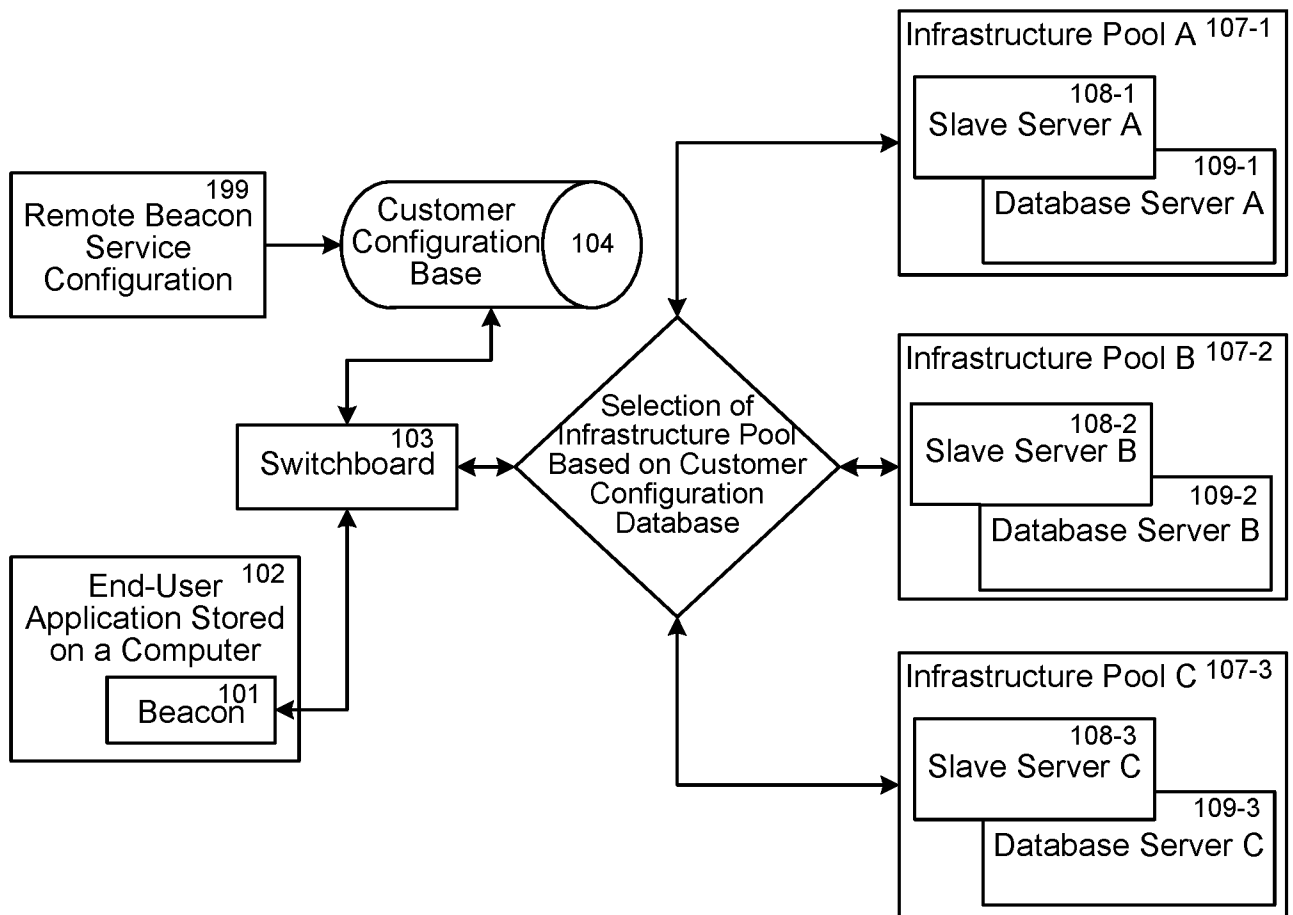 199
Remote Beacon
Service
Configuration
Customer
Configuration
Base
104
103
Switchboard
102
End-User
Application Stored
on a Computer
101
Beacon
Selection of
Infrastructure Pool
Based on Customer
Configuration
Database
Infrastructure Pool A 107-1
108-1
Slave Server A
109-1
Database Server A
Infrastructure Pool B 107-2
108-2
Slave Server B
109-2
Database Server B
Infrastructure Pool C 107-3
108-3
Slave Server C
109-3
Database Server C